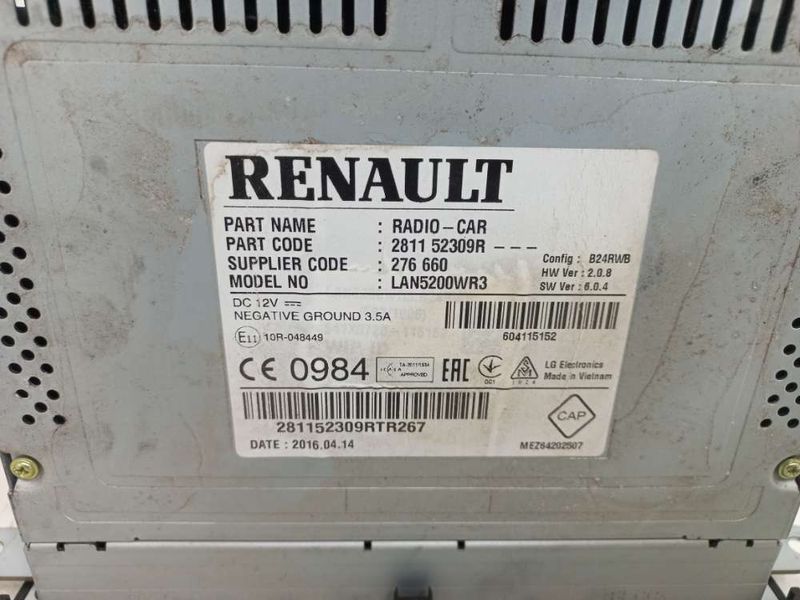 RENAULT
PART NAME : RADIO-CAR
PART CODE : 2811 52309R - - -
SUPPLIER CODE : 276 660
MODEL NO : LAN5200WR3
Config : B24RWB
HW Ver : 2.0.8
SW Ver : 6.0.4
DC 12V
NEGATIVE GROUND 3.5A
E11 10R-048449
604115152
CE 0984
APPROVED
EAC
LG Electronics
Made in Vietnam
281152309RTR267
DATE : 2016.04.14
CAP
MEZ64202507